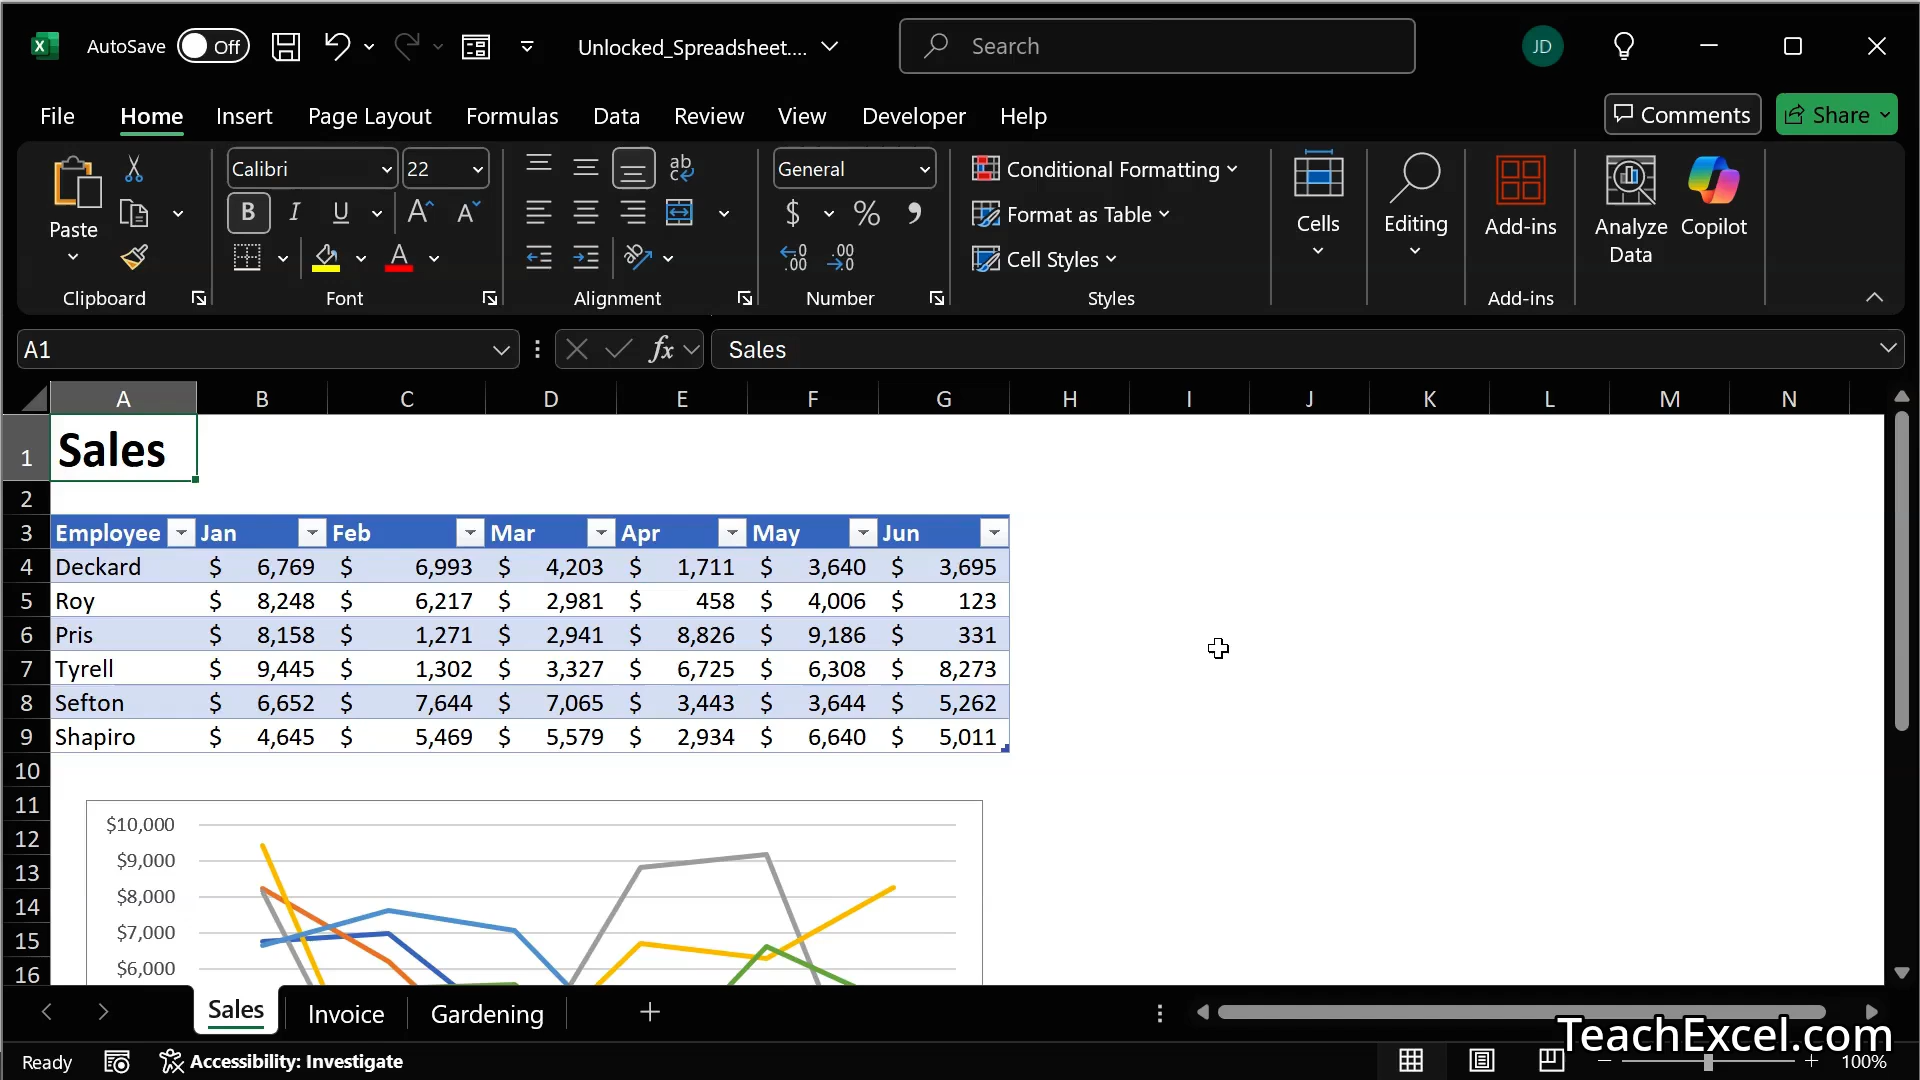 AutoSave Off Unlocked_Spreadsheet.... Search JD
File Home Insert Page Layout Formulas Data Review View Developer Help Comments Share
Paste
Clipboard
Calibri 22
B I U A A
A
Font
ab
c
Alignment
General
$ % 9
.00 .00
Number
Conditional Formatting
Format as Table
Cell Styles
Styles
Cells
Editing
Add-ins
Add-ins
Analyze
Data
Copilot
A1 fx Sales
A B C D E F G H I J K L M N
1 Sales
2
3 Employee Jan Feb Mar Apr May Jun
4 Deckard $ 6,769 $ 6,993 $ 4,203 $ 1,711 $ 3,640 $ 3,695
5 Roy $ 8,248 $ 6,217 $ 2,981 $ 458 $ 4,006 $ 123
6 Pris $ 8,158 $ 1,271 $ 2,941 $ 8,826 $ 9,186 $ 331
7 Tyrell $ 9,445 $ 1,302 $ 3,327 $ 6,725 $ 6,308 $ 8,273
8 Sefton $ 6,652 $ 7,644 $ 7,065 $ 3,443 $ 3,644 $ 5,262
9 Shapiro $ 4,645 $ 5,469 $ 5,579 $ 2,934 $ 6,640 $ 5,011
10
11
12 $10,000
13 $9,000
14 $8,000
15 $7,000
16 $6,000
Sales Invoice Gardening
TeachExcel.com
Ready Accessibility: Investigate 100%